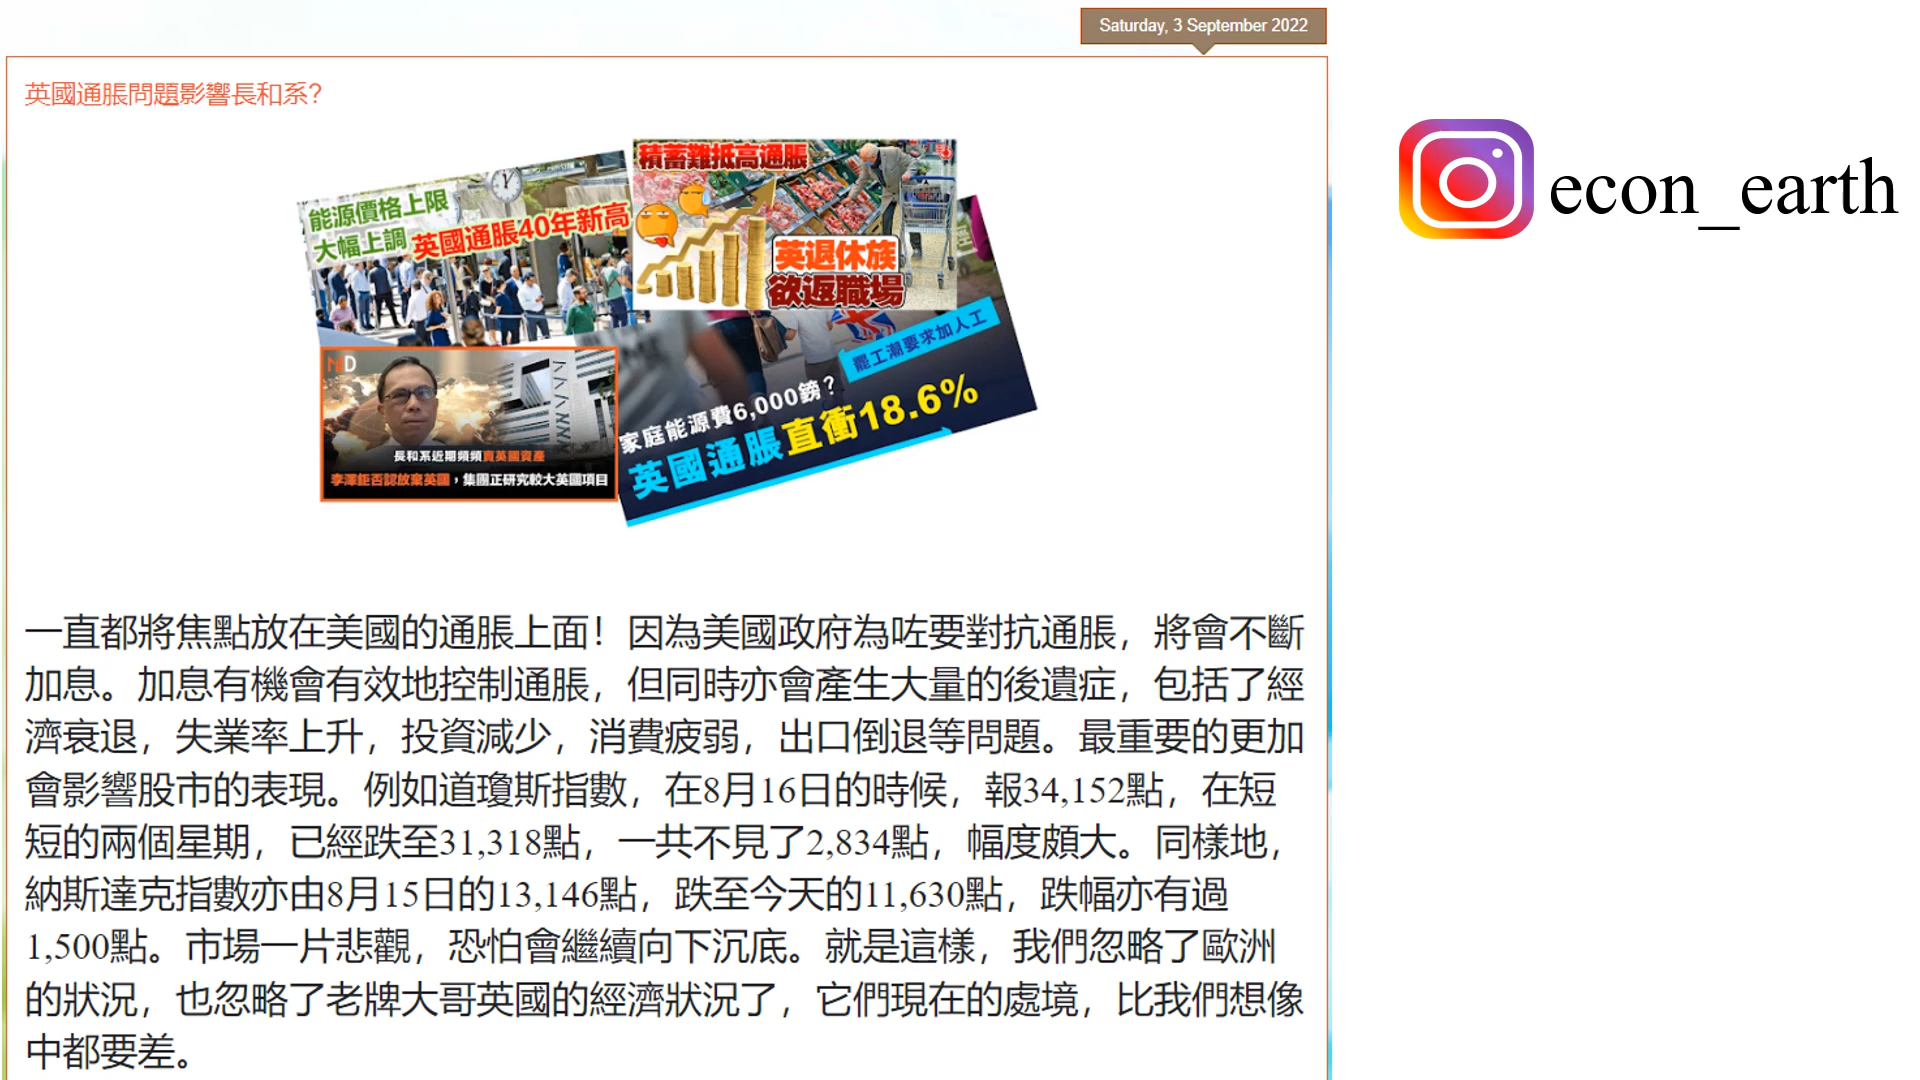 Saturday, 3 September 2022
英國通脹問題影響長和系?
能源價格上限
大幅上調
英國通脹40年新高
積蓄難抵高通脹
英退休族
欲返職場
ND
長和系近期頻頻賣英國資產
李澤鉅否認放棄英國，集團正研究較大英國項目
罷工潮要求加人工
家庭能源費6,000鎊？
英國通脹直衝18.6%
econ_earth
一直都將焦點放在美國的通脹上面！因為美國政府為咗要對抗通脹，將會不斷
加息。加息有機會有效地控制通脹，但同時亦會產生大量的後遺症，包括了經
濟衰退，失業率上升，投資減少，消費疲弱，出口倒退等問題。最重要的更加
會影響股市的表現。例如道瓊斯指數，在8月16日的時候，報34,152點，在短
短的兩個星期，已經跌至31,318點，一共不見了2,834點，幅度頗大。同樣地，
納斯達克指數亦由8月15日的13,146點，跌至今天的11,630點，跌幅亦有過
1,500點。市場一片悲觀，恐怕會繼續向下沉底。就是這樣，我們忽略了歐洲
的狀況，也忽略了老牌大哥英國的經濟狀況了，它們現在的處境，比我們想像
中都要差。